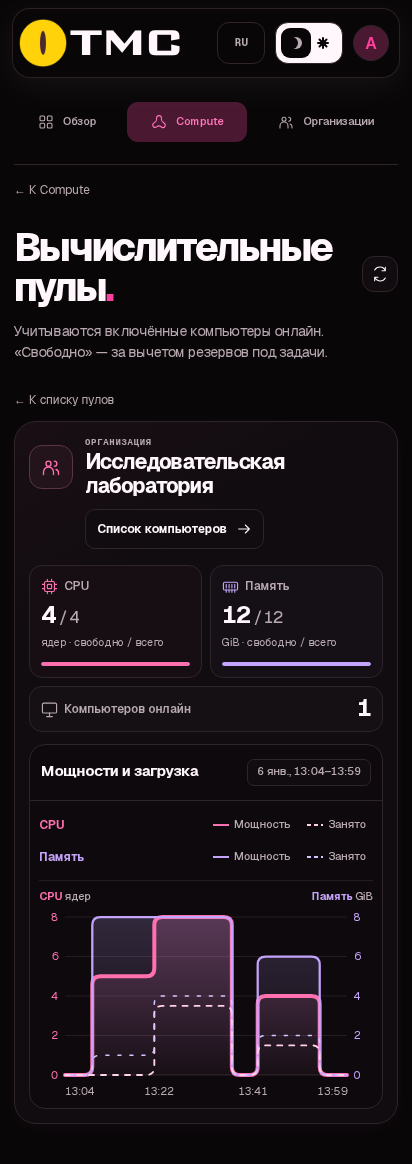 TMC
RU
A
Обзор
Compute
Организации
← К Compute
Вычислительные
пулы.
Учитываются включённые компьютеры онлайн.
«Свободно» — за вычетом резервов под задачи.
← К списку пулов
ОРГАНИЗАЦИЯ
Исследовательская
лаборатория
Список компьютеров →
CPU
4 / 4
ядер · свободно / всего
Память
12 / 12
GiB · свободно / всего
Компьютеров онлайн 1
Мощности и загрузка
6 янв., 13:04–13:59
CPU Мощность Занято
Память Мощность Занято
CPU ядер Память GiB
8 8
6 6
4 4
2 2
0 0
13:04 13:22 13:41 13:59